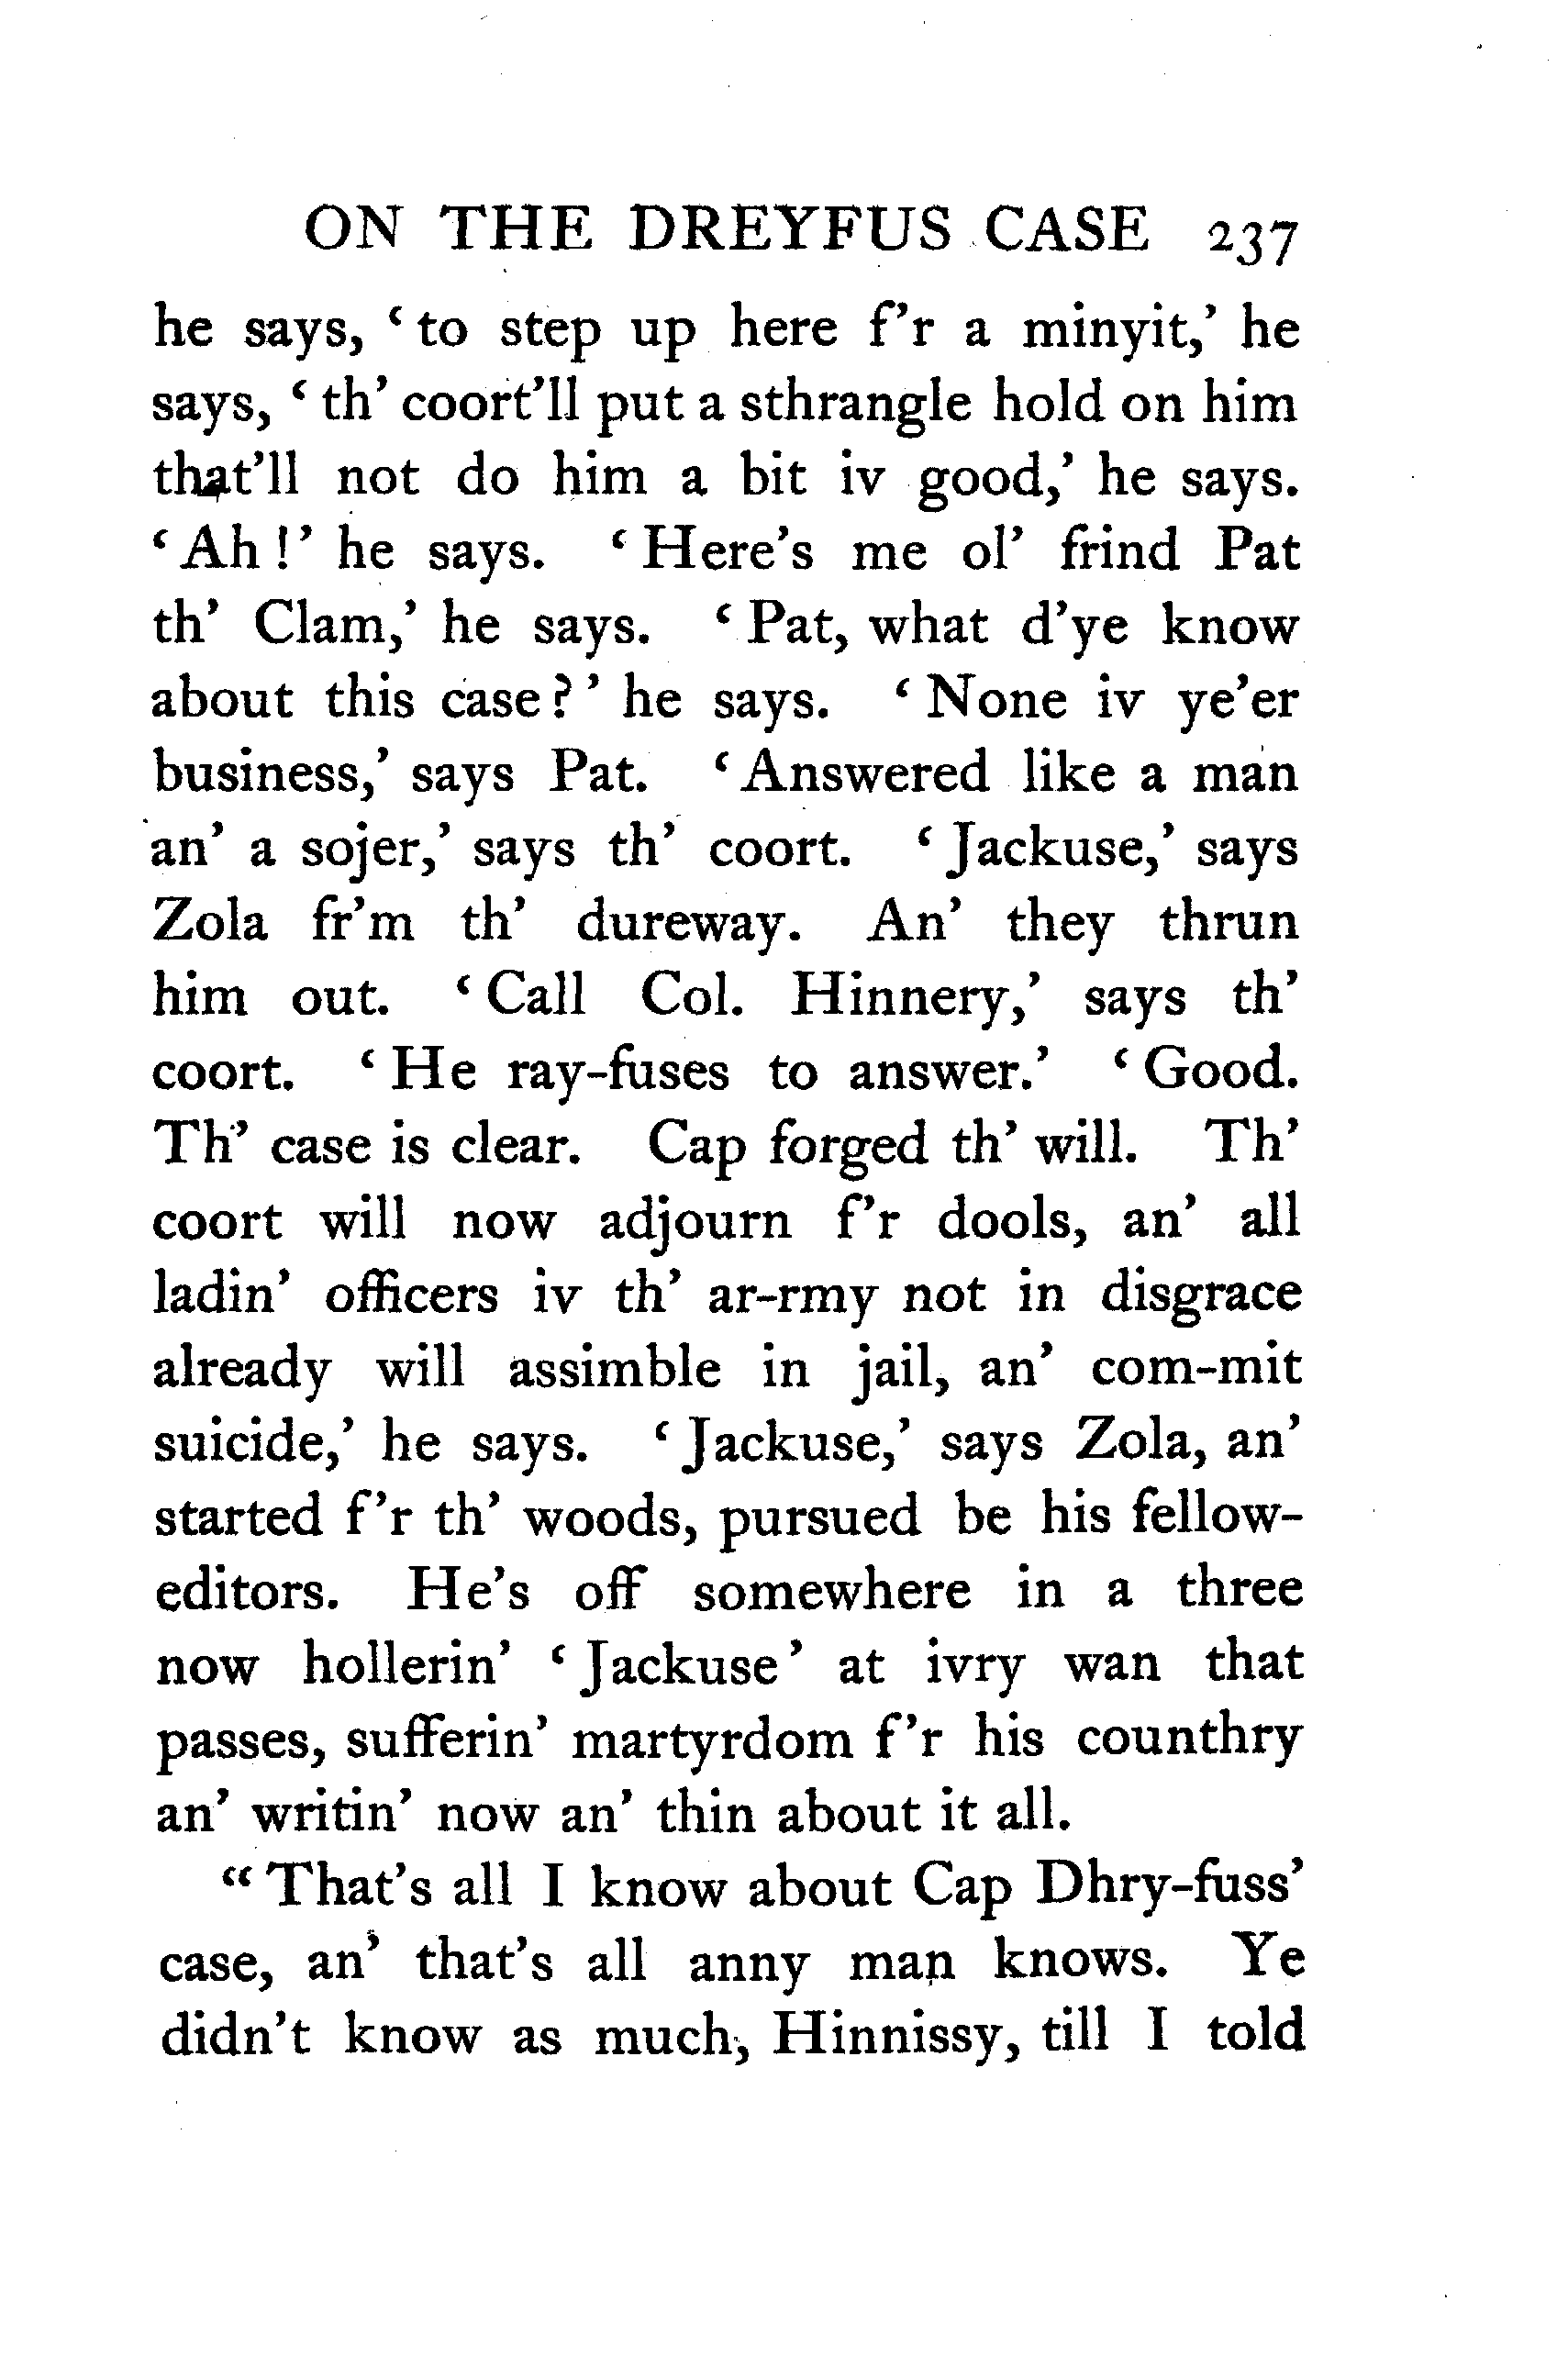 ON THE DREYFUS CASE 237
he says, ‘to step up here f’r a minyit,’ he
says, ‘th’ coort’ll put a sthrangle hold on him
that’ll not do him a bit iv good,’ he says.
‘Ah!’ he says. ‘Here’s me ol’ frind Pat
th’ Clam,’ he says. ‘Pat, what d’ye know
about this case?’ he says. ‘None iv ye’er
business,’ says Pat. ‘Answered like a man
an’ a sojer,’ says th’ coort. ‘Jackuse,’ says
Zola fr’m th’ dureway. An’ they thrun
him out. ‘Call Col. Hinnery,’ says th’
coort. ‘He ray-fuses to answer.’ ‘Good.
Th’ case is clear. Cap forged th’ will. Th’
coort will now adjourn f’r dools, an’ all
ladin’ officers iv th’ ar-rmy not in disgrace
already will assimble in jail, an’ com-mit
suicide,’ he says. ‘Jackuse,’ says Zola, an’
started f’r th’ woods, pursued be his fellow-
editors. He’s off somewhere in a three
now hollerin’ ‘Jackuse’ at ivry wan that
passes, sufferin’ martyrdom f’r his counthry
an’ writin’ now an’ thin about it all.
“That’s all I know about Cap Dhry-fuss’
case, an’ that’s all anny man knows. Ye
didn’t know as much, Hinnissy, till I told